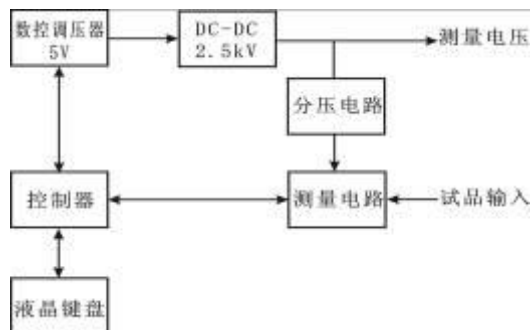 数控调压器
5V
DC-DC
2.5kV
测量电压
分压电路
控制器
测量电路
试品输入
液晶键盘